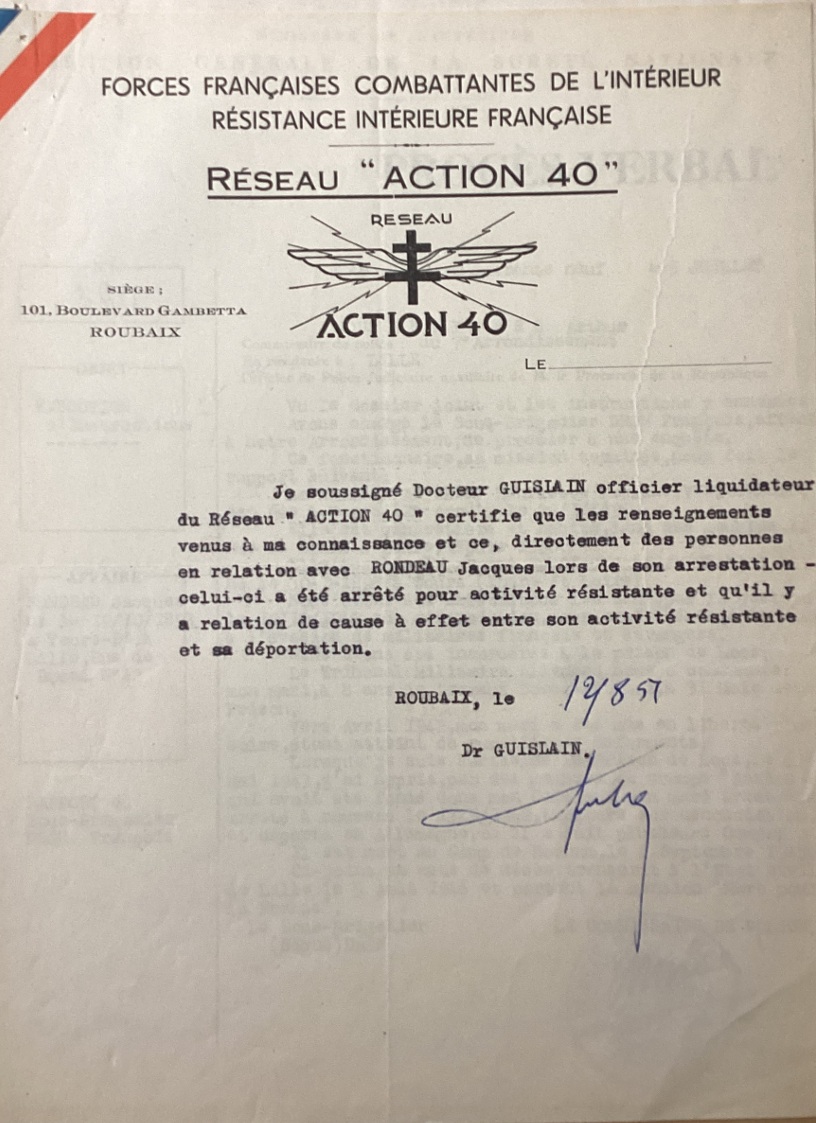 FORCES FRANÇAISES COMBATTANTES DE L'INTÉRIEUR
RÉSISTANCE INTÉRIEURE FRANÇAISE
RÉSEAU "ACTION 40"
RESEAU
ACTION 40
SIÈGE ;
101, BOULEVARD GAMBETTA
ROUBAIX
LE
Je soussigné Docteur GUISLAIN officier liquidateur
du Réseau " ACTION 40 " certifie que les renseignements
venus à ma connaissance et ce, directement des personnes
en relation avec RONDEAU Jacques lors de son arrestation -
celui-ci a été arrêté pour activité résistante et qu'il y
a relation de cause à effet entre son activité résistante
et sa déportation.
ROUBAIX, le 12/8 57
Dr GUISLAIN.